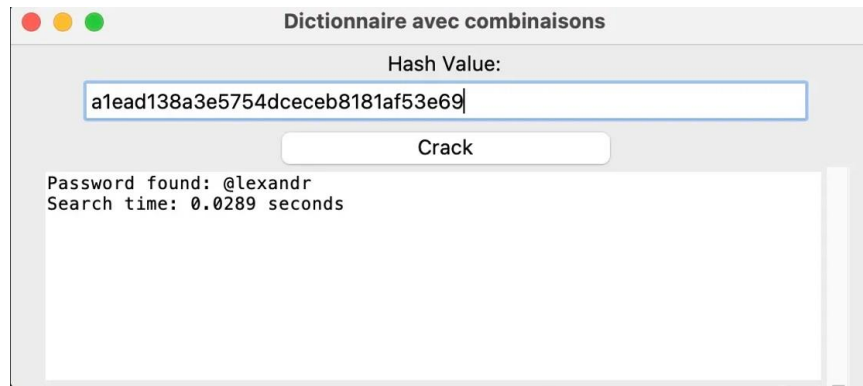 Dictionnaire avec combinaisons
Hash Value:
a1ead138a3e5754dceceb8181af53e69
Crack
Password found: @lexandr
Search time: 0.0289 seconds